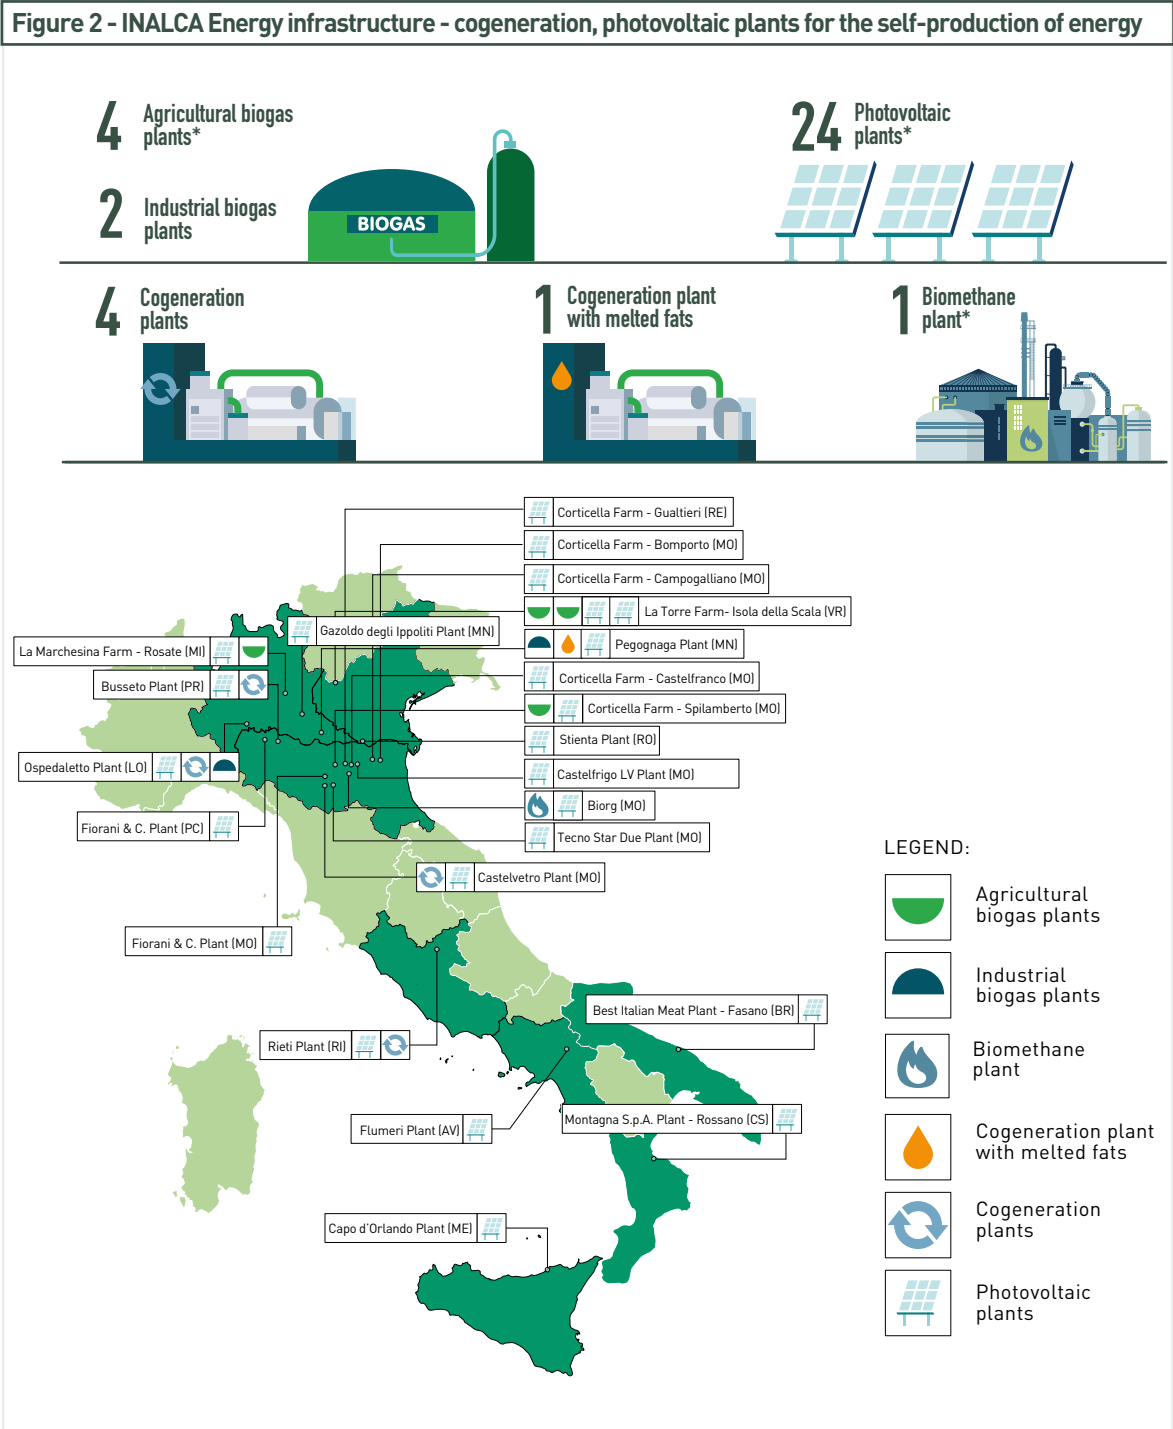 Figure 2 - INALCA Energy infrastructure - cogeneration, photovoltaic plants for the self-production of energy
4
Agricultural biogas
plants*
2
Industrial biogas
plants
BIOGAS
24
Photovoltaic
plants*
4
Cogeneration
plants
1
Cogeneration plant
with melted fats
1
Biomethane
plant*
Corticella Farm - Gualtieri (RE)
Corticella Farm - Bomporto (MO)
Corticella Farm - Campogalliano (MO)
La Torre Farm- Isola della Scala (VR)
Gazoldo degli Ippoliti Plant (MN)
Pegognaga Plant (MN)
La Marchesina Farm - Rosate (MI)
Corticella Farm - Castelfranco (MO)
Busseto Plant (PR)
Corticella Farm - Spilamberto (MO)
Stienta Plant (RO)
Ospedaletto Plant (LO)
Castelfrigo LV Plant (MO)
Biorg (MO)
Fiorani & C. Plant (PC)
Tecno Star Due Plant (MO)
Castelvetro Plant (MO)
Fiorani & C. Plant (MO)
Best Italian Meat Plant - Fasano (BR)
Rieti Plant (RI)
Montagna S.p.A. Plant - Rossano (CS)
Flumeri Plant (AV)
Capo d'Orlando Plant (ME)
LEGEND:
Agricultural
biogas plants
Industrial
biogas plants
Biomethane
plant
Cogeneration plant
with melted fats
Cogeneration
plants
Photovoltaic
plants